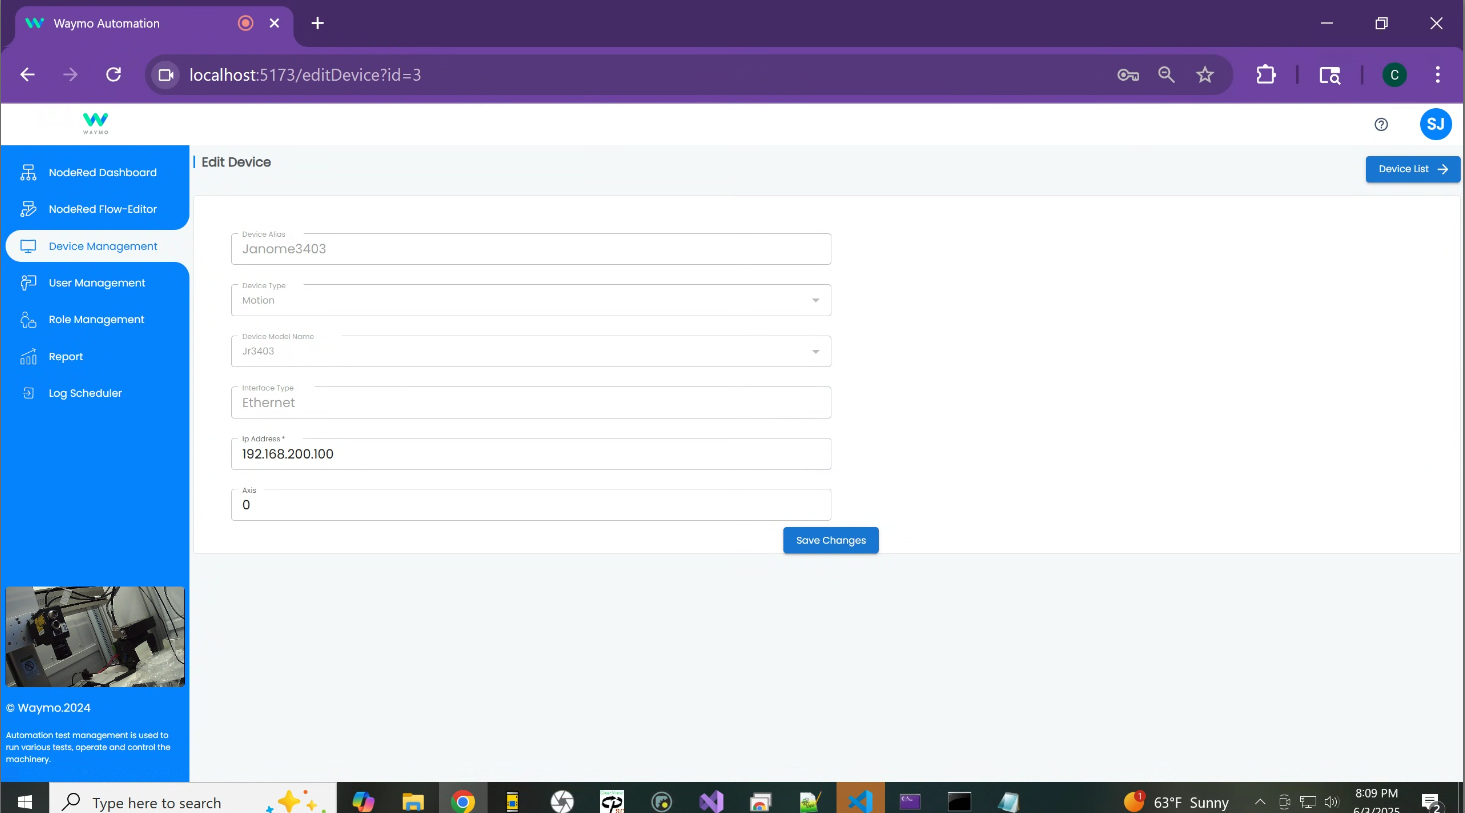 Waymo Automation
localhost:5173/editDevice?id=3
C
WAYMO
SJ
NodeRed Dashboard
NodeRed Flow-Editor
Device Management
User Management
Role Management
Report
Log Scheduler
© Waymo.2024
Automation test management is used to
run various tests, operate and control the
machinery.
Edit Device
Device List
Device Alias
Janome3403
Device Type
Motion
Device Model Name
Jr3403
Interface Type
Ethernet
Ip Address *
192.168.200.100
Axis
0
Save Changes
Type here to search
1
63°F Sunny
8:09 PM
6/3/2025
2